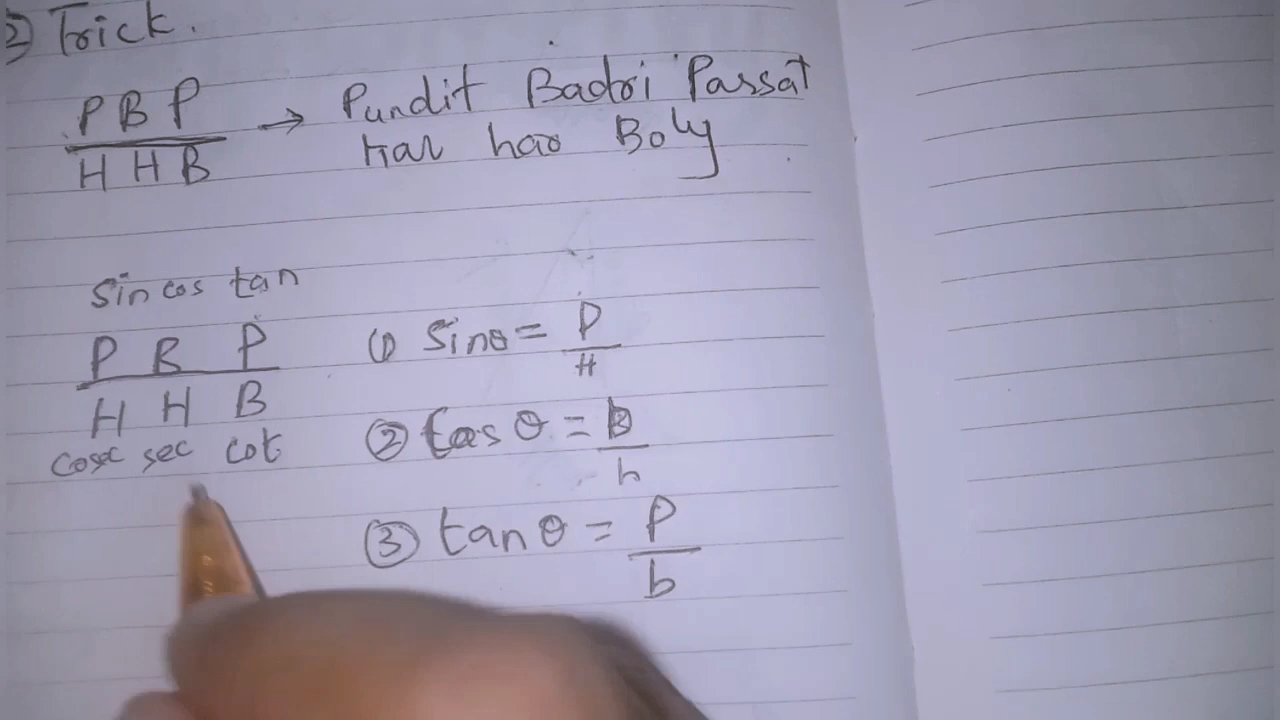 2) Trick.
P B P
H H B
→ Pundit Badri Passat
Har hao Boly
Sin cos tan
P B P
H H B
cosec sec cot
(1) Sinθ = P/H
(2) Cos θ = B/h
(3) tan θ = P/b